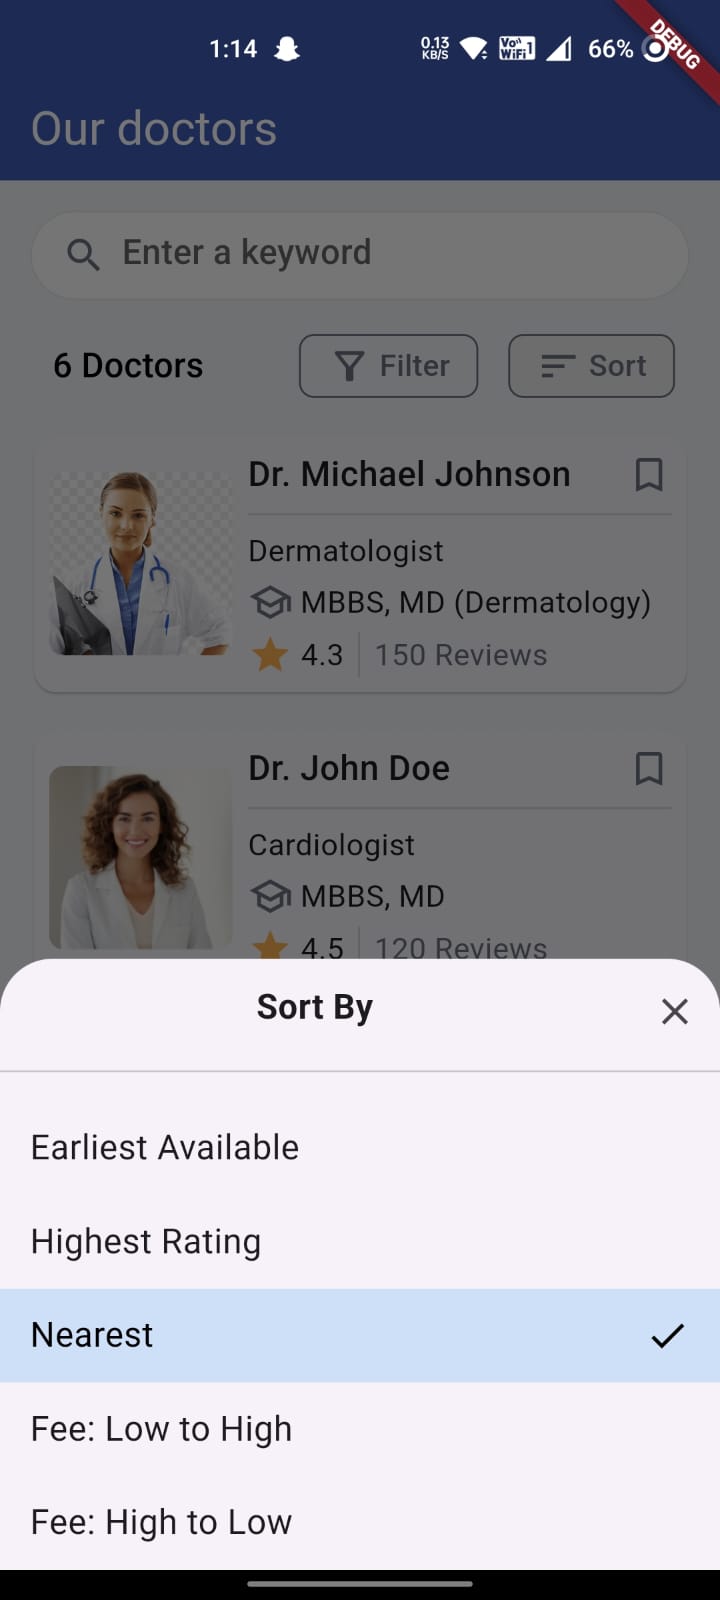 1:14 0.13 KB/S Vo)) WiFi 1 66% DEBUG
Our doctors
Enter a keyword
6 Doctors Filter Sort
Dr. Michael Johnson
Dermatologist
MBBS, MD (Dermatology)
4.3 150 Reviews
Dr. John Doe
Cardiologist
MBBS, MD
4.5 120 Reviews
Sort By
Earliest Available
Highest Rating
Nearest
Fee: Low to High
Fee: High to Low